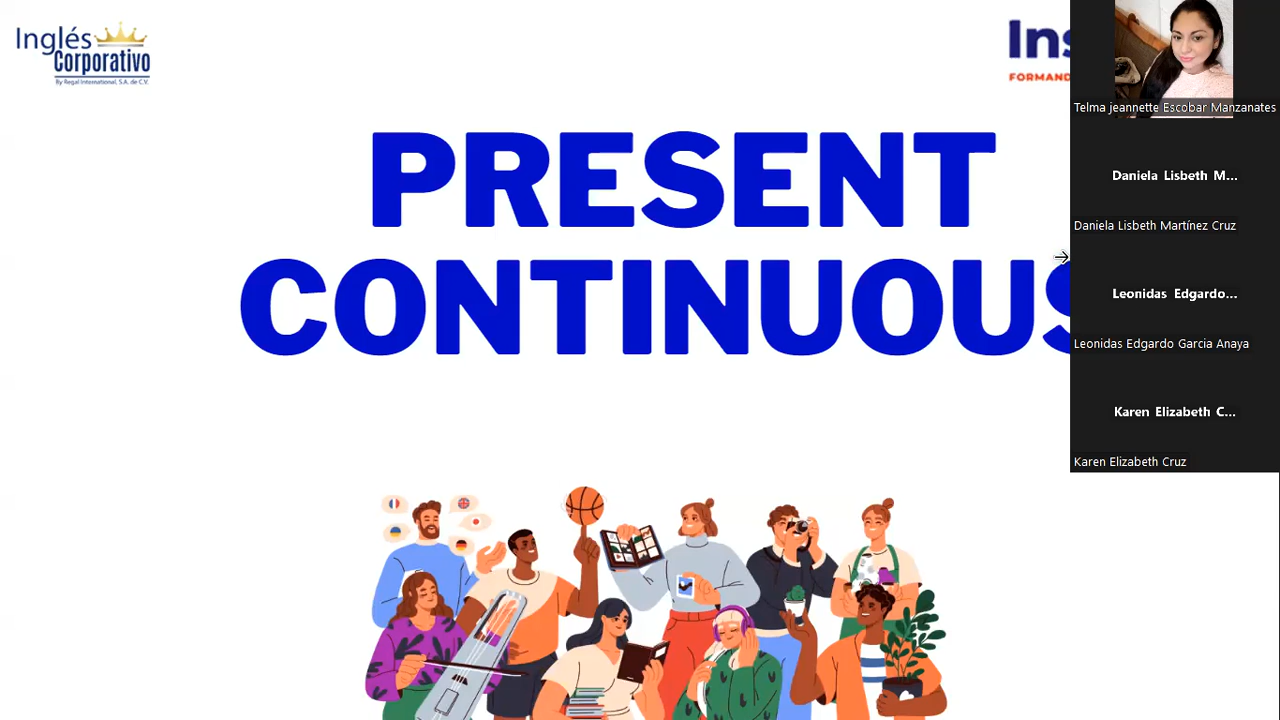 Inglés
Corporativo
By Regal International, S.A. de C.V.
Ins
FORMAND
PRESENT
CONTINUOUS
Telma jeannette Escobar Manzanates
Daniela Lisbeth M...
Daniela Lisbeth Martínez Cruz
Leonidas Edgardo...
Leonidas Edgardo Garcia Anaya
Karen Elizabeth C...
Karen Elizabeth Cruz